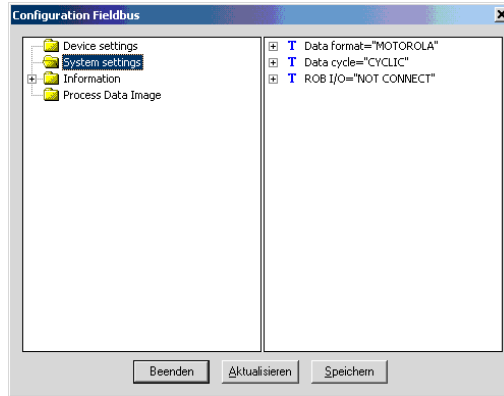 Configuration Fieldbus
Device settings
System settings
Information
Process Data Image
T Data format="MOTOROLA"
T Data cycle="CYCLIC"
T ROB I/O="NOT CONNECT"
Beenden Aktualisieren Speichern